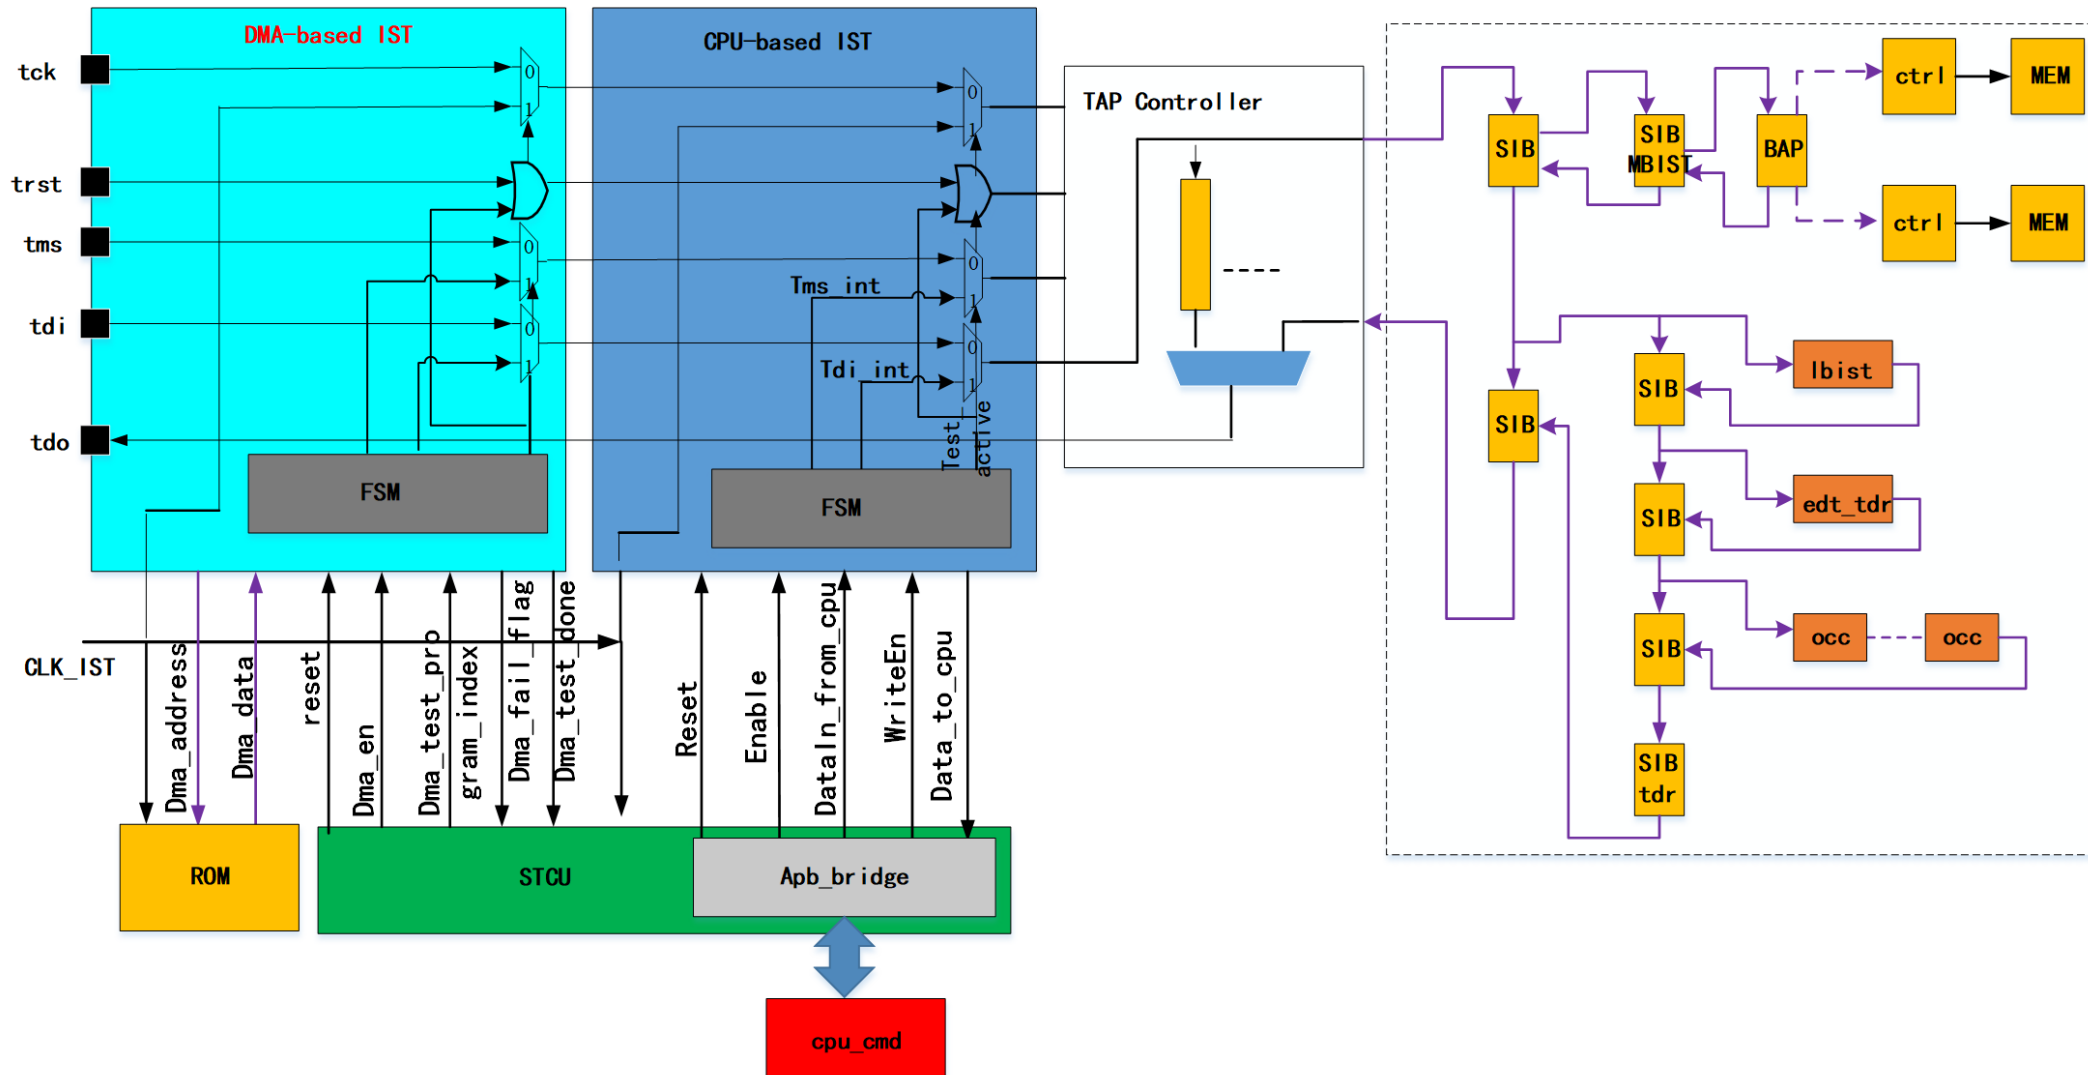 DMA-based IST
CPU-based IST
tck
trst
tms
tdi
tdo
0
1
0
1
0
1
FSM
0
1
0
1
0
1
Tms_int
Tdi_int
Test
active
FSM
TAP Controller
SIB
SIB
MBIST
BAP
ctrl
MEM
ctrl
MEM
SIB
SIB
lbist
SIB
edt_tdr
SIB
occ
occ
SIB
tdr
CLK_IST
Dma_address
Dma_data
reset
Dma_en
Dma_test_pro
gram_index
Dma_fail_flag
Dma_test_done
Reset
Enable
DataIn_from_cpu
WriteEn
Data_to_cpu
ROM
STCU
Apb_bridge
cpu_cmd